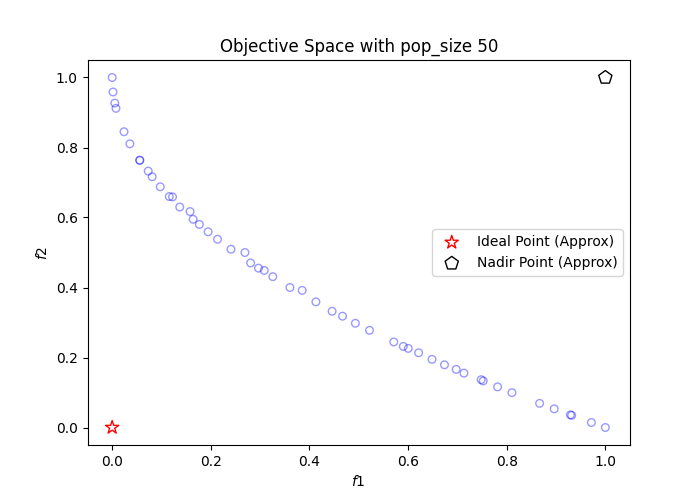 Objective Space with pop_size 50
1.0
0.8
0.6
0.4
0.2
0.0
f2
Ideal Point (Approx)
Nadir Point (Approx)
0.0 0.2 0.4 0.6 0.8 1.0
f1